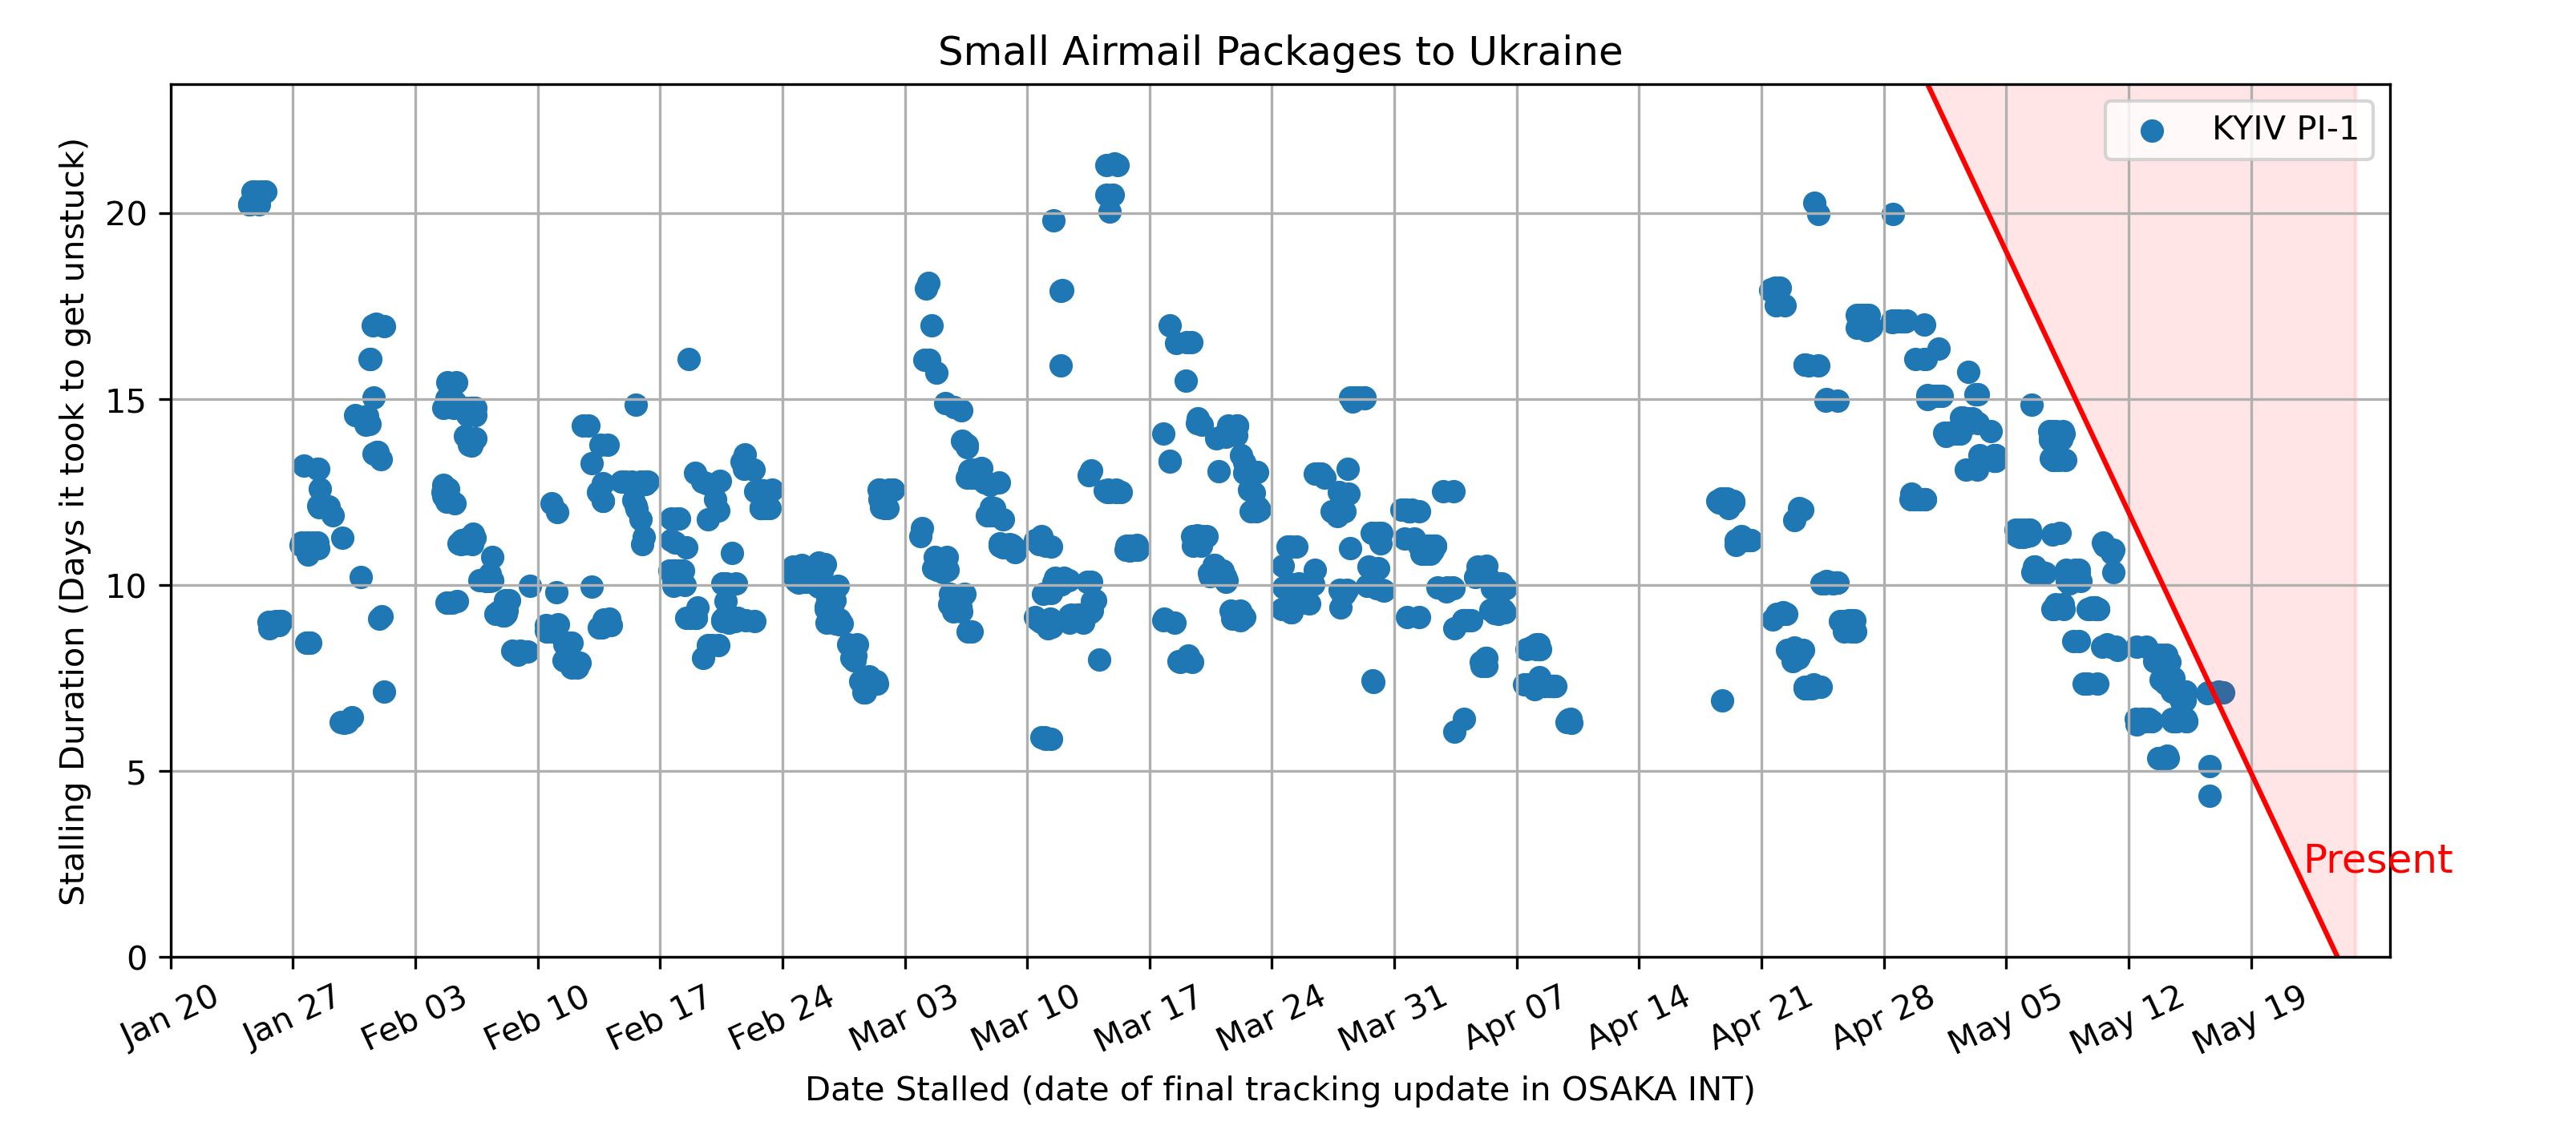 Small Airmail Packages to Ukraine
KYIV PI-1
Stalling Duration (Days it took to get unstuck)
20
15
10
5
0
Present
Jan 20
Jan 27
Feb 03
Feb 10
Feb 17
Feb 24
Mar 03
Mar 10
Mar 17
Mar 24
Mar 31
Apr 07
Apr 14
Apr 21
Apr 28
May 05
May 12
May 19
Date Stalled (date of final tracking update in OSAKA INT)